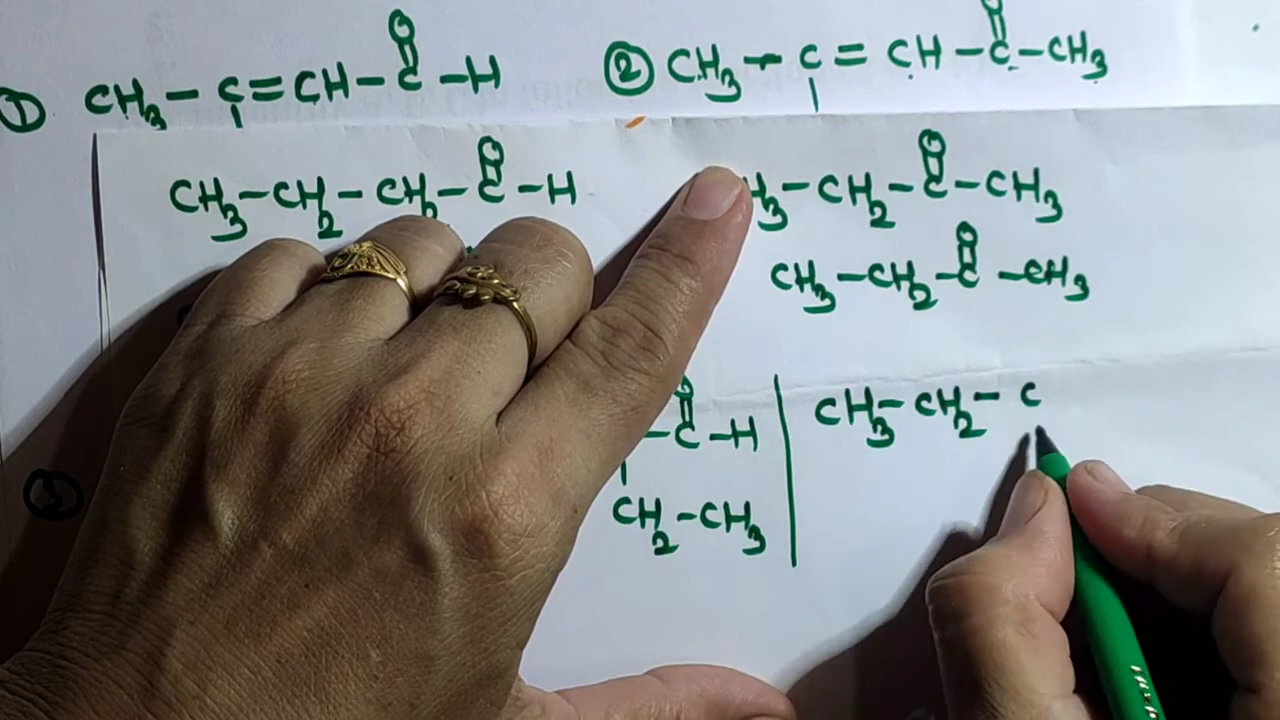 ① CH3-C=CH-C-H ② CH3-C=CH-C-CH3
O O
CH3-CH2-CH2-C-H H3-CH2-C-CH3
O O
CH3-CH2-C-CH3
O
-C-H CH3-CH2-C
CH2-CH3